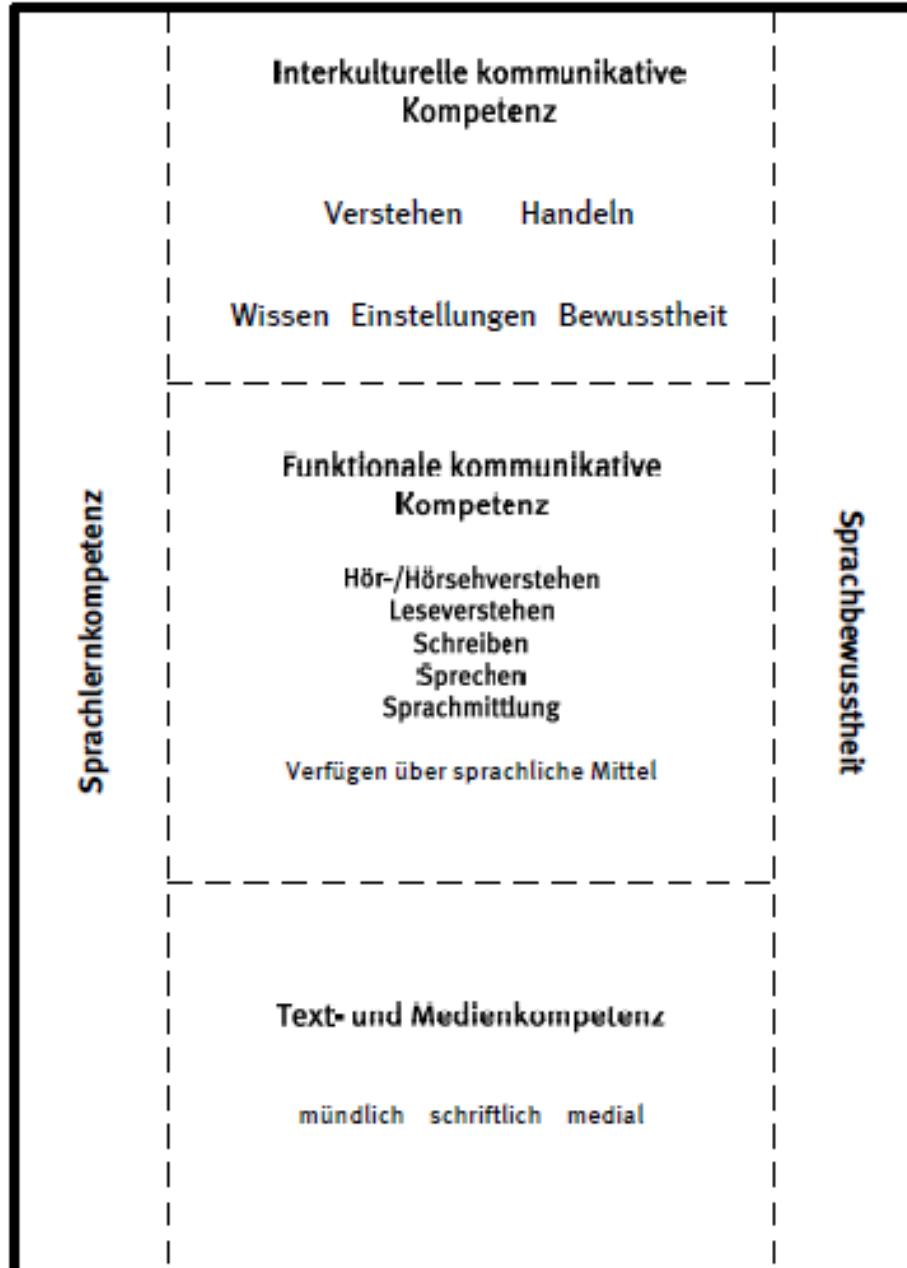 Interkulturelle kommunikative
Kompetenz
Verstehen Handeln
Wissen Einstellungen Bewusstheit
Funktionale kommunikative
Kompetenz
Hör-/Hörsehverstehen
Leseverstehen
Schreiben
Sprechen
Sprachmittlung
Verfügen über sprachliche Mittel
Sprachlernkompetenz
Sprachbewusstheit
Text- und Medienkompetenz
mündlich schriftlich medial